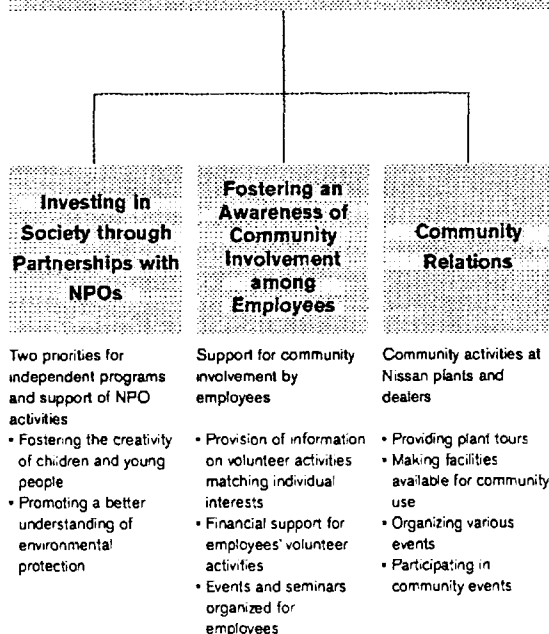 Investing in
Society through
Partnerships with
NPOs
Two priorities for
independent programs
and support of NPO
activities
• Fostering the creativity
of children and young
people
• Promoting a better
understanding of
environmental
protection
Fostering an
Awareness of
Community
Involvement
among
Employees
Support for community
involvement by
employees
• Provision of information
on volunteer activities
matching individual
interests
• Financial support for
employees' volunteer
activities
• Events and seminars
organized for
employees
Community
Relations
Community activities at
Nissan plants and
dealers
• Providing plant tours
• Making facilities
available for community
use
• Organizing various
events
• Participating in
community events